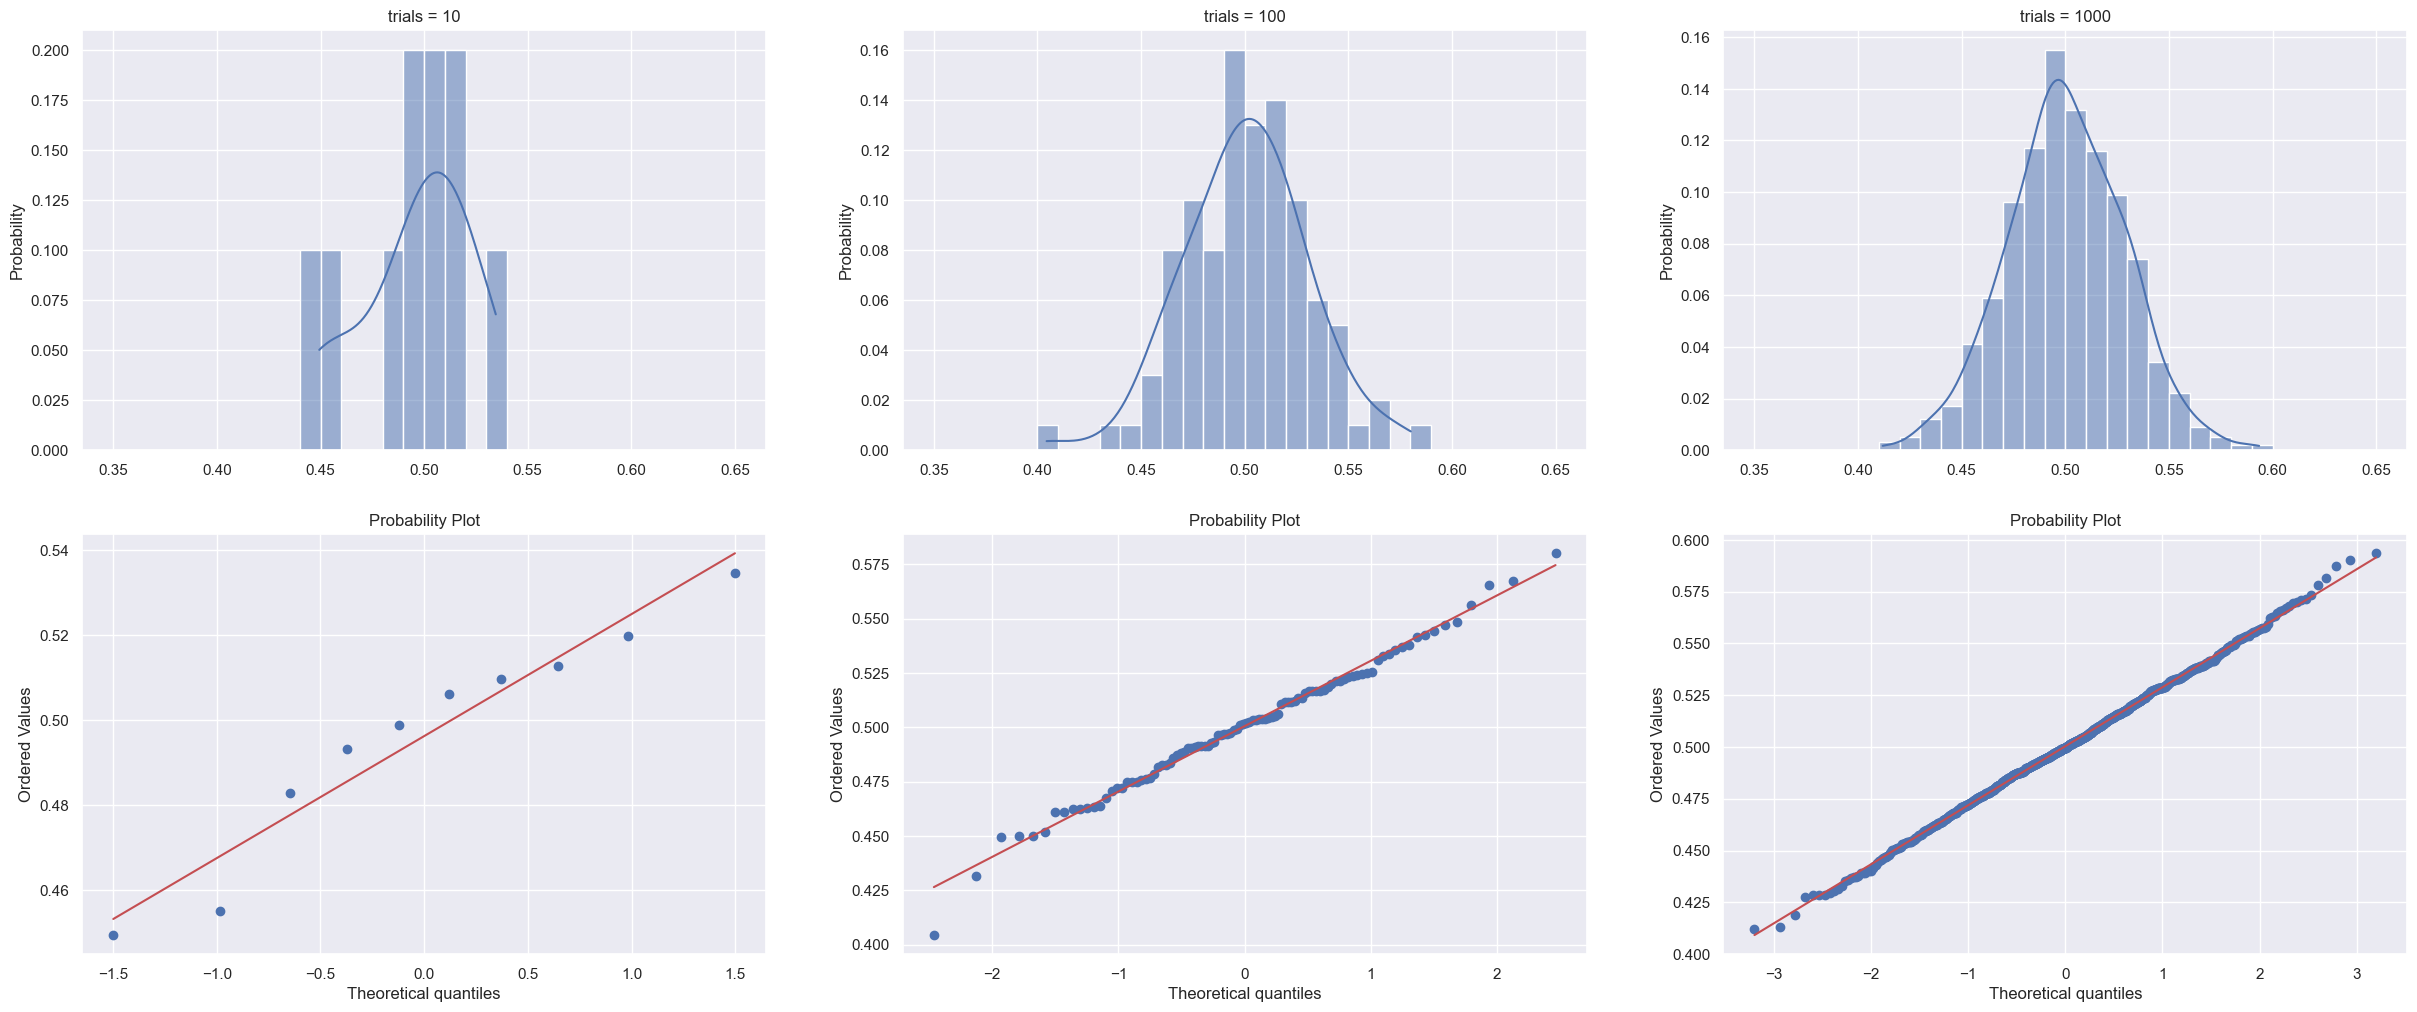 trials = 10
Probability
0.200
0.175
0.150
0.125
0.100
0.075
0.050
0.025
0.000
0.35 0.40 0.45 0.50 0.55 0.60 0.65
trials = 100
Probability
0.16
0.14
0.12
0.10
0.08
0.06
0.04
0.02
0.00
0.35 0.40 0.45 0.50 0.55 0.60 0.65
trials = 1000
Probability
0.16
0.14
0.12
0.10
0.08
0.06
0.04
0.02
0.00
0.35 0.40 0.45 0.50 0.55 0.60 0.65
Probability Plot
Ordered Values
0.54
0.52
0.50
0.48
0.46
−1.5 −1.0 −0.5 0.0 0.5 1.0 1.5
Theoretical quantiles
Probability Plot
Ordered Values
0.575
0.550
0.525
0.500
0.475
0.450
0.425
0.400
−2 −1 0 1 2
Theoretical quantiles
Probability Plot
Ordered Values
0.600
0.575
0.550
0.525
0.500
0.475
0.450
0.425
0.400
−3 −2 −1 0 1 2 3
Theoretical quantiles